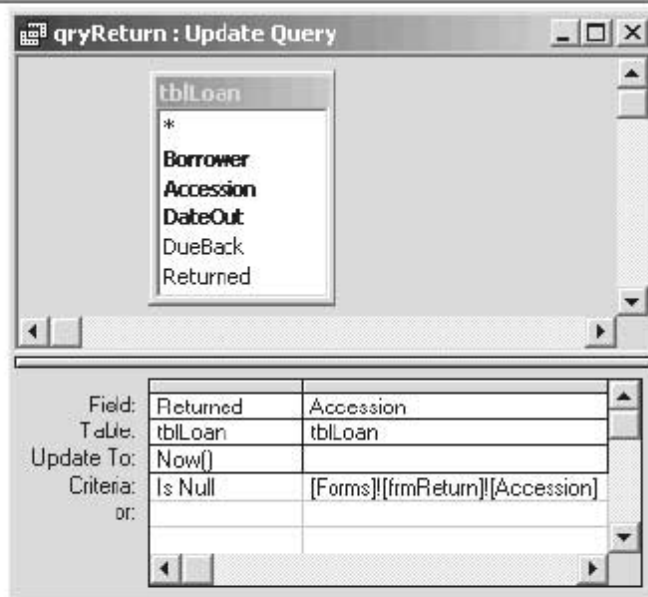 qryReturn : Update Query
tblLoan
*
Borrower
Accession
DateOut
DueBack
Returned
Field: Returned Accession
Table: tblLoan tblLoan
Update To: Now()
Criteria: Is Null [Forms]![frmReturn]![Accession]
or: